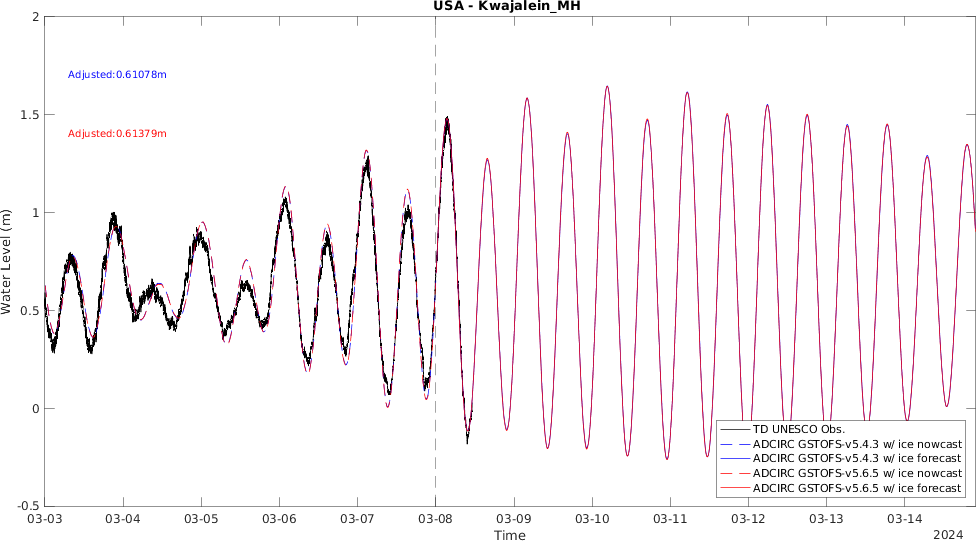 USA - Kwajalein_MH
2
1.5
1
0.5
0
-0.5
Water Level (m)
Adjusted:0.61078m
Adjusted:0.61379m
TD UNESCO Obs.
ADCIRC GSTOFS-v5.4.3 w/ ice nowcast
ADCIRC GSTOFS-v5.4.3 w/ ice forecast
ADCIRC GSTOFS-v5.6.5 w/ ice nowcast
ADCIRC GSTOFS-v5.6.5 w/ ice forecast
03-03 03-04 03-05 03-06 03-07 03-08 03-09 03-10 03-11 03-12 03-13 03-14
Time
2024